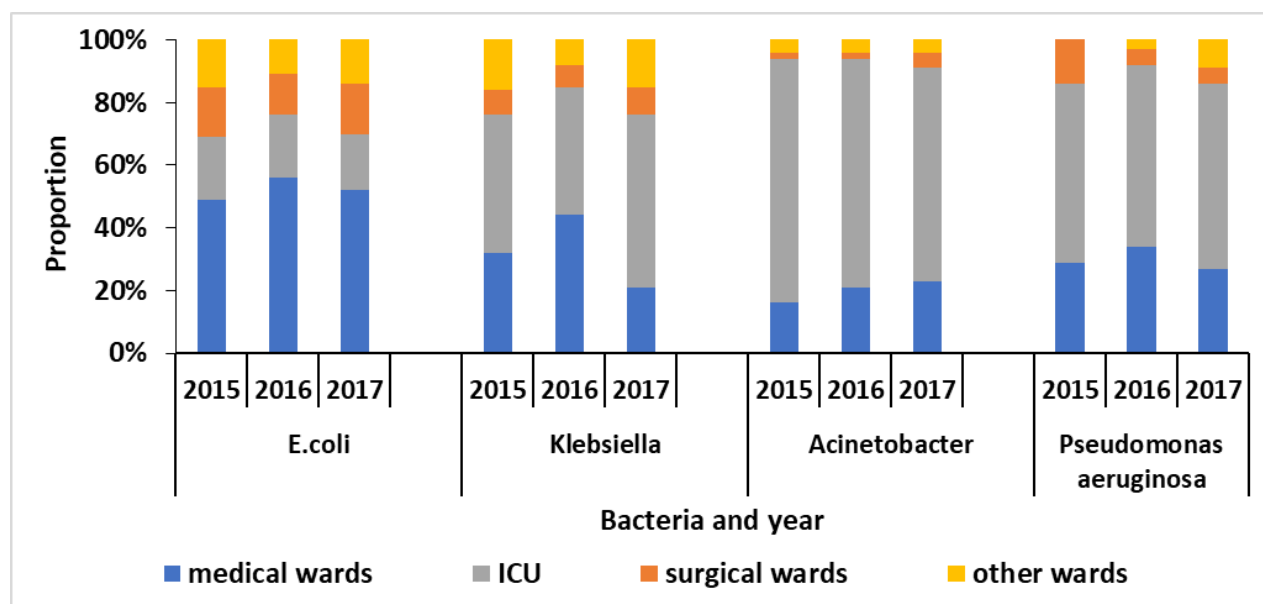 100%
80%
60%
40%
20%
0%
Proportion
2015 2016 2017 2015 2016 2017 2015 2016 2017 2015 2016 2017
E.coli Klebsiella Acinetobacter Pseudomonas
aeruginosa
Bacteria and year
medical wards ICU surgical wards other wards